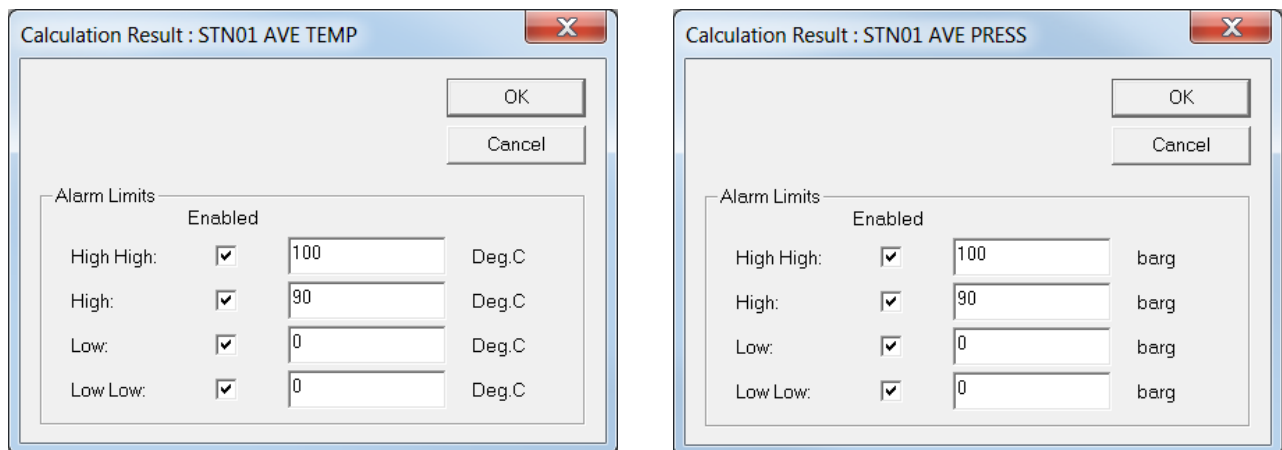 Calculation Result : STN01 AVE TEMP
OK
Cancel
Alarm Limits
Enabled
High High: 100 Deg.C
High: 90 Deg.C
Low: 0 Deg.C
Low Low: 0 Deg.C
Calculation Result : STN01 AVE PRESS
OK
Cancel
Alarm Limits
Enabled
High High: 100 barg
High: 90 barg
Low: 0 barg
Low Low: 0 barg